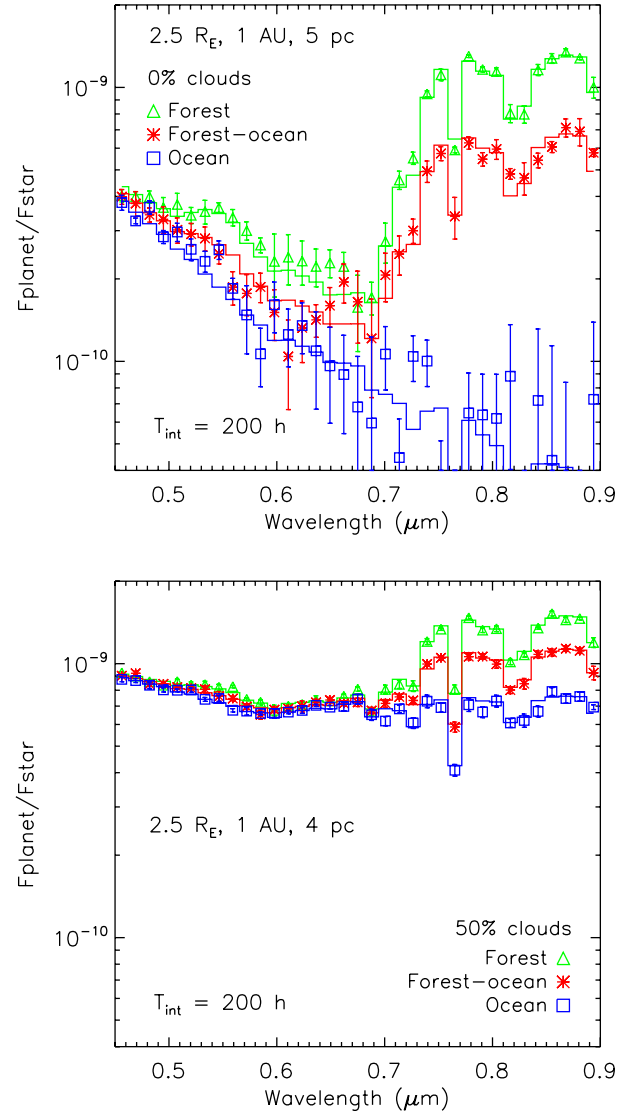 2.5 R_E, 1 AU, 5 pc
0% clouds
Forest
Forest-ocean
Ocean
T_int = 200 h
Fplanet/Fstar
10^-9
10^-10
0.5 0.6 0.7 0.8 0.9
Wavelength (μm)
2.5 R_E, 1 AU, 4 pc
50% clouds
Forest
Forest-ocean
Ocean
T_int = 200 h
Fplanet/Fstar
10^-9
10^-10
0.5 0.6 0.7 0.8 0.9
Wavelength (μm)